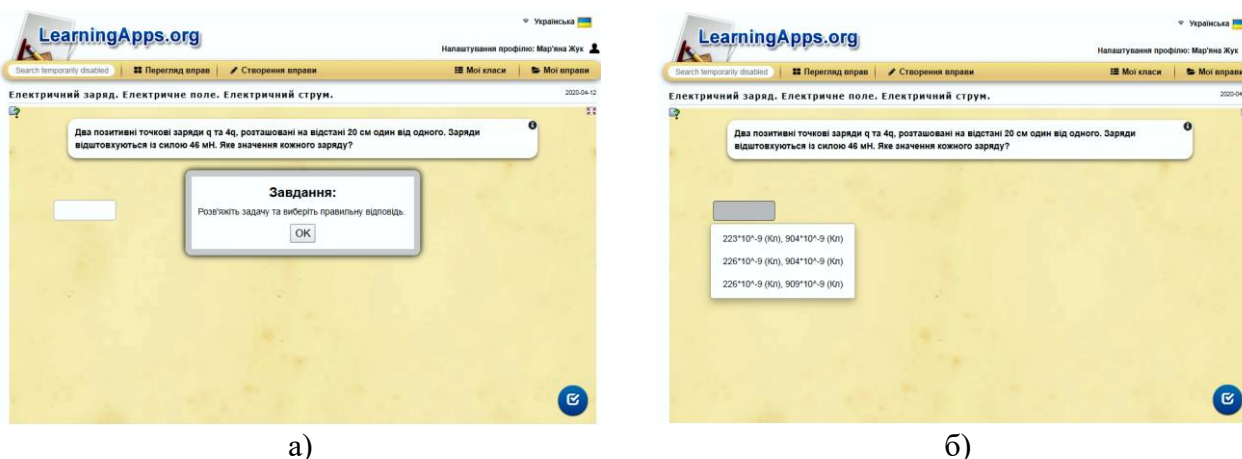 Українська
LearningApps.org
Налаштування профілю: Мар'яна Жук
Search temporarily disabled
Перегляд вправ
Створення вправи
Мої класи
Мої вправи
Електричний заряд. Електричне поле. Електричний струм.
2020-04-12
Два позитивні точкові заряди q та 4q, розташовані на відстані 20 см один від одного. Заряди
відштовхуються із силою 46 мН. Яке значення кожного заряду?
Завдання:
Розв'яжіть задачу та виберіть правильну відповідь.
OK
а)
Українська
LearningApps.org
Налаштування профілю: Мар'яна Жук
Search temporarily disabled
Перегляд вправ
Створення вправи
Мої класи
Мої вправи
Електричний заряд. Електричне поле. Електричний струм.
2020-04
Два позитивні точкові заряди q та 4q, розташовані на відстані 20 см один від одного. Заряди
відштовхуються із силою 46 мН. Яке значення кожного заряду?
223*10^-9 (Кл), 904*10^-9 (Кл)
226*10^-9 (Кл), 904*10^-9 (Кл)
226*10^-9 (Кл), 909*10^-9 (Кл)
б)